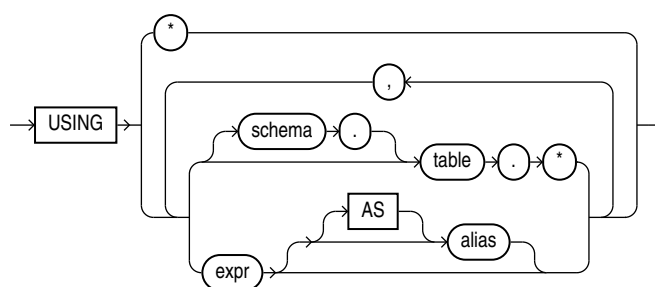 *
,
schema .
table . *
USING
AS
alias
expr